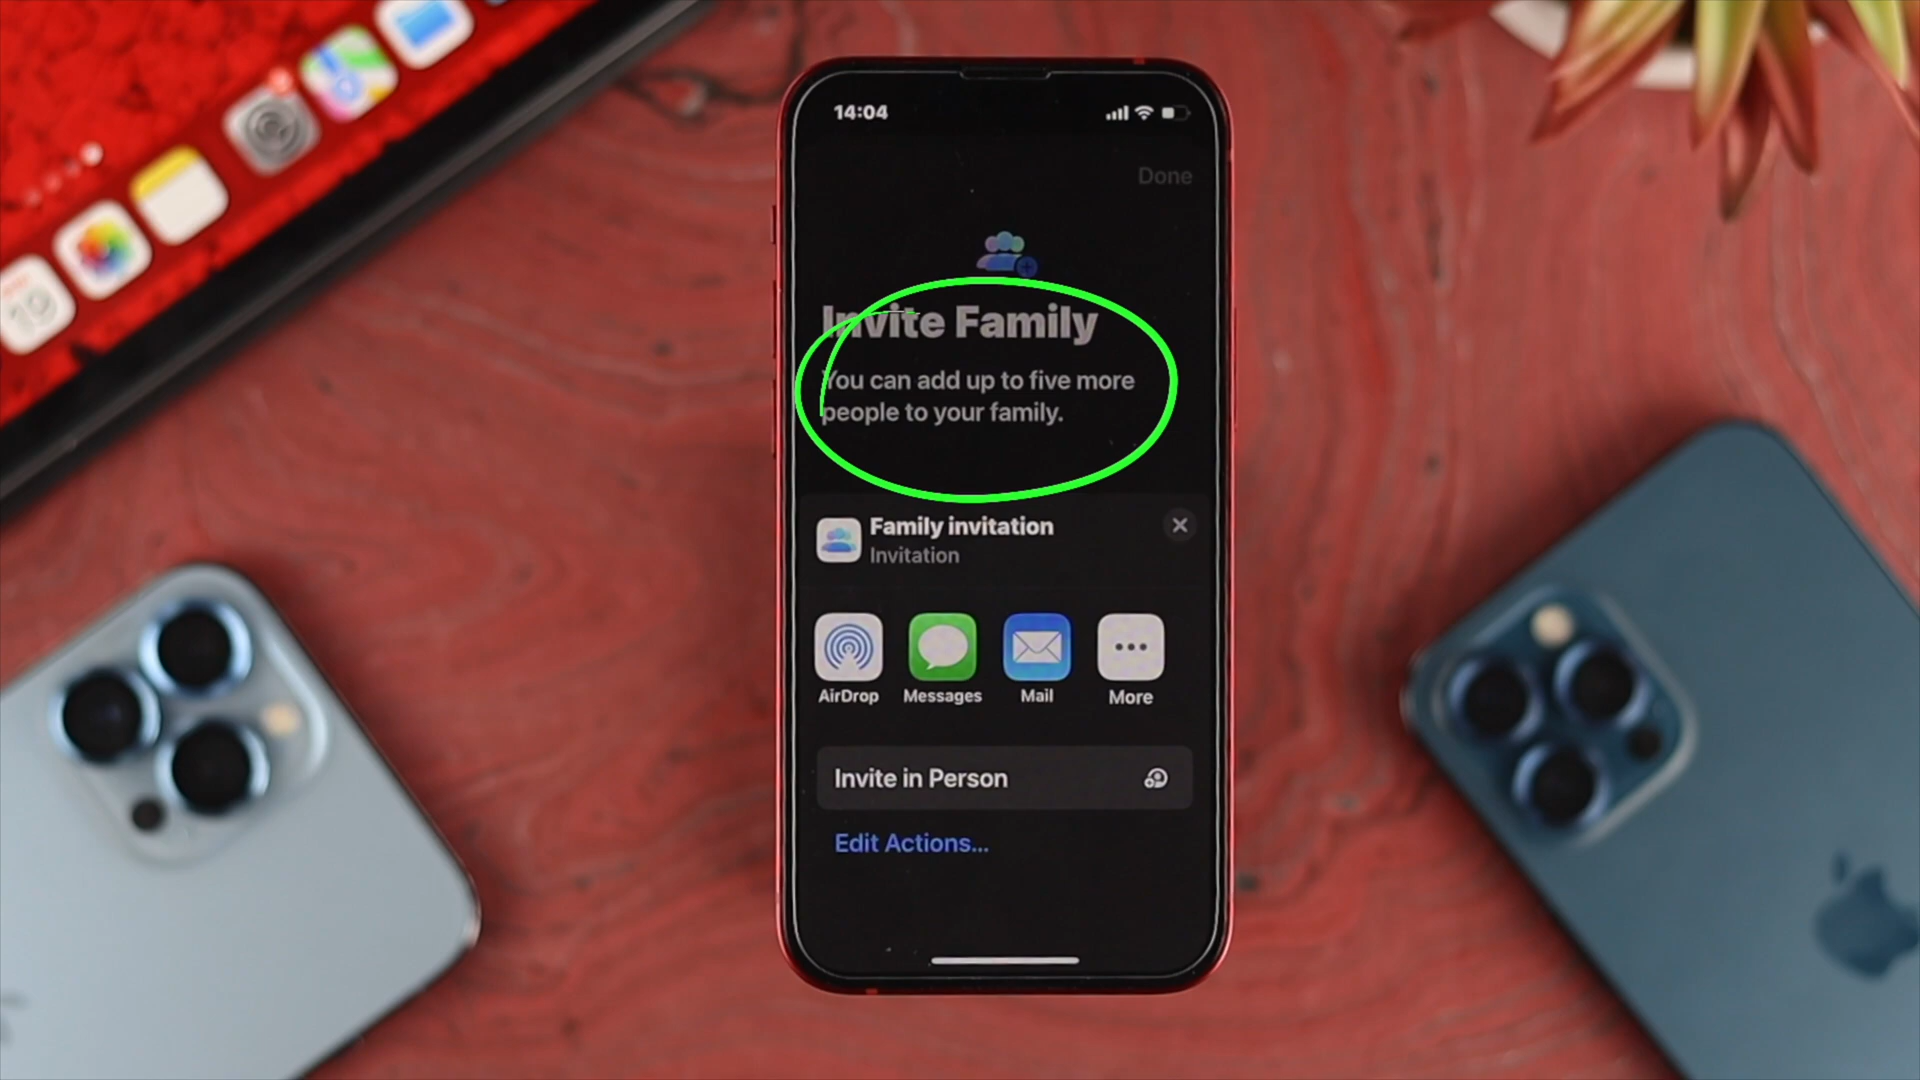 14:04
Done
Invite Family
You can add up to five more
people to your family.
Family invitation
Invitation
AirDrop
Messages
Mail
More
Invite in Person
Edit Actions...
19